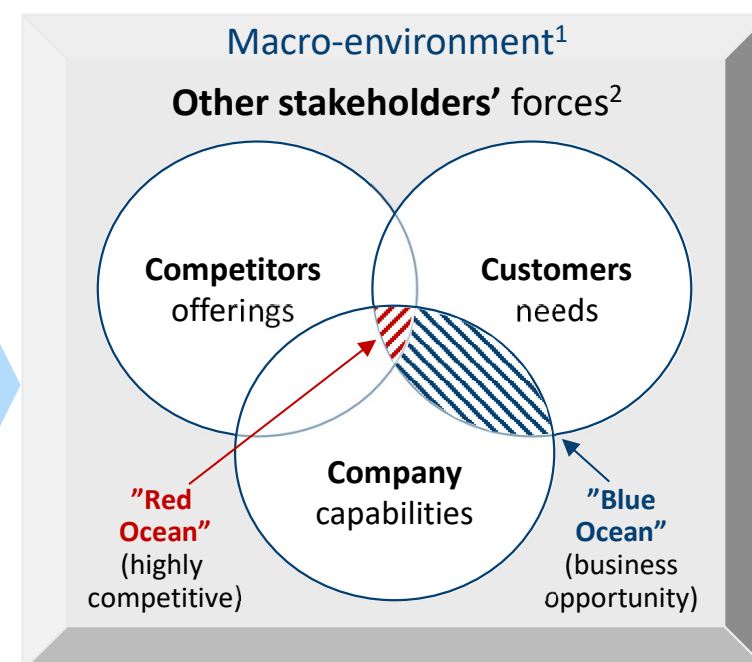 Macro-environment¹
Other stakeholders’ forces²
Competitors
offerings
Customers
needs
Company
capabilities
”Red
Ocean”
(highly
competitive)
”Blue
Ocean”
(business
opportunity)